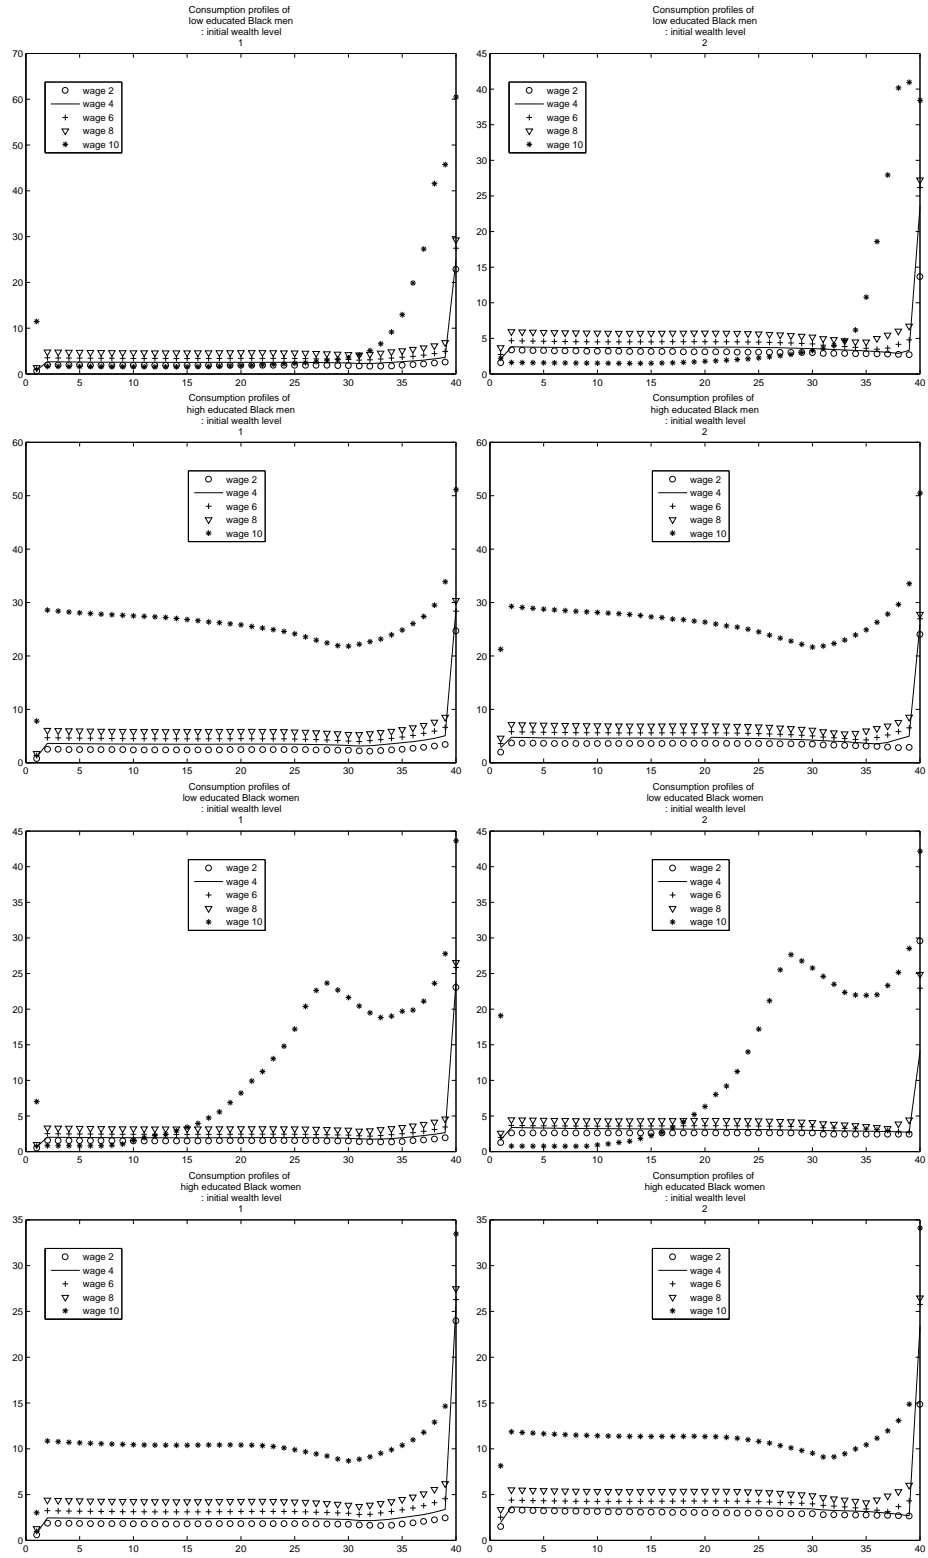 Consumption profiles of
low educated Black men
: initial wealth level
1
70
60
50
40
30
20
10
0
0 5 10 15 20 25 30 35 40
wage 2
wage 4
wage 6
wage 8
wage 10
Consumption profiles of
low educated Black men
: initial wealth level
2
45
40
35
30
25
20
15
10
5
0
0 5 10 15 20 25 30 35 40
wage 2
wage 4
wage 6
wage 8
wage 10
Consumption profiles of
high educated Black men
: initial wealth level
1
60
50
40
30
20
10
0
0 5 10 15 20 25 30 35 40
wage 2
wage 4
wage 6
wage 8
wage 10
Consumption profiles of
high educated Black men
: initial wealth level
2
60
50
40
30
20
10
0
0 5 10 15 20 25 30 35 40
wage 2
wage 4
wage 6
wage 8
wage 10
Consumption profiles of
low educated Black women
: initial wealth level
1
45
40
35
30
25
20
15
10
5
0
0 5 10 15 20 25 30 35 40
wage 2
wage 4
wage 6
wage 8
wage 10
Consumption profiles of
low educated Black women
: initial wealth level
2
45
40
35
30
25
20
15
10
5
0
0 5 10 15 20 25 30 35 40
wage 2
wage 4
wage 6
wage 8
wage 10
Consumption profiles of
high educated Black women
: initial wealth level
1
35
30
25
20
15
10
5
0
0 5 10 15 20 25 30 35 40
wage 2
wage 4
wage 6
wage 8
wage 10
Consumption profiles of
high educated Black women
: initial wealth level
2
35
30
25
20
15
10
5
0
0 5 10 15 20 25 30 35 40
wage 2
wage 4
wage 6
wage 8
wage 10